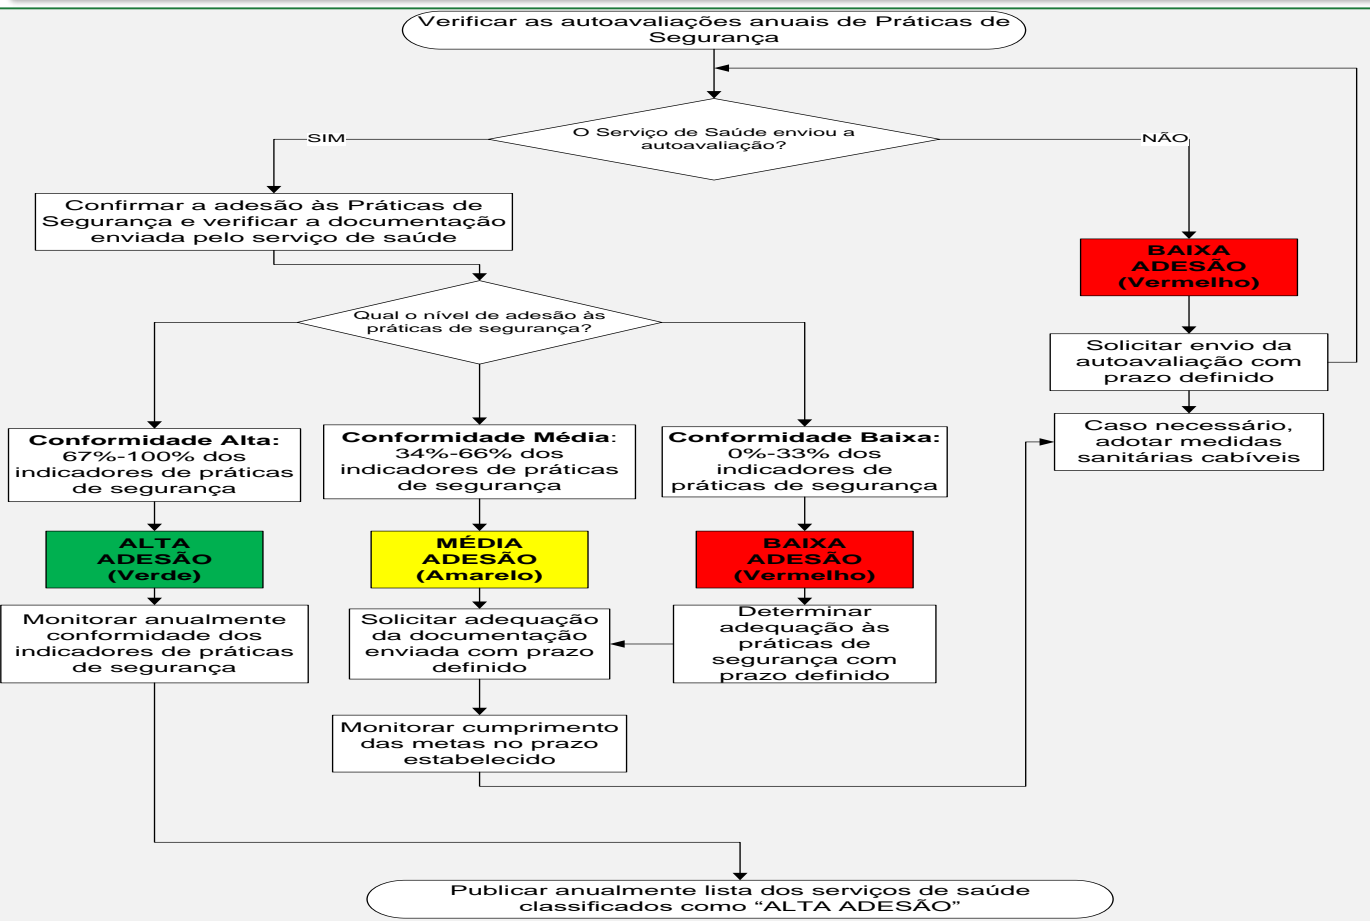 Verificar as autoavaliações anuais de Práticas de
Segurança
O Serviço de Saúde enviou a
autoavaliação?
SIM
NÃO
Confirmar a adesão às Práticas de
Segurança e verificar a documentação
enviada pelo serviço de saúde
BAIXA
ADESÃO
(Vermelho)
Qual o nível de adesão às
práticas de segurança?
Solicitar envio da
autoavaliação com
prazo definido
Caso necessário,
adotar medidas
sanitárias cabíveis
Conformidade Alta:
67%-100% dos
indicadores de práticas
de segurança
Conformidade Média:
34%-66% dos
indicadores de práticas
de segurança
Conformidade Baixa:
0%-33% dos
indicadores de
práticas de segurança
ALTA
ADESÃO
(Verde)
MÉDIA
ADESÃO
(Amarelo)
BAIXA
ADESÃO
(Vermelho)
Monitorar anualmente
conformidade dos
indicadores de práticas
de segurança
Solicitar adequação
da documentação
enviada com prazo
definido
Determinar
adequação às
práticas de
segurança com
prazo definido
Monitorar cumprimento
das metas no prazo
estabelecido
Publicar anualmente lista dos serviços de saúde
classificados como “ALTA ADESÃO”